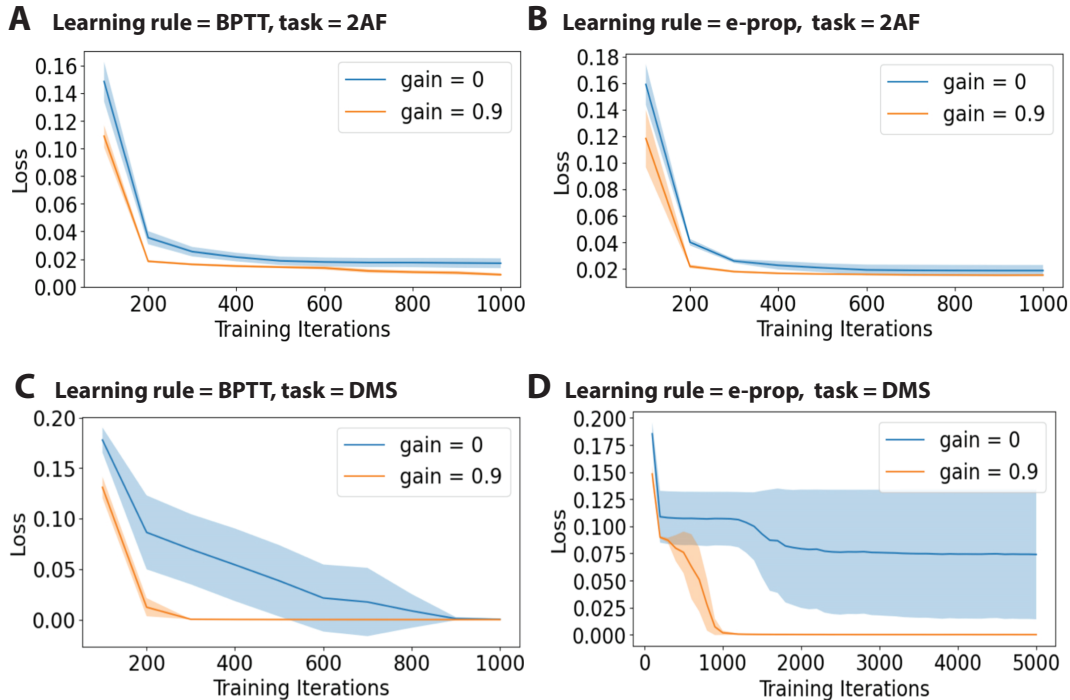 A Learning rule = BPTT, task = 2AF
0.16
0.14
0.12
0.10
0.08
0.06
0.04
0.02
0.00
Loss
gain = 0
gain = 0.9
200 400 600 800 1000
Training Iterations
B Learning rule = e-prop, task = 2AF
0.18
0.16
0.14
0.12
0.10
0.08
0.06
0.04
0.02
Loss
gain = 0
gain = 0.9
200 400 600 800 1000
Training Iterations
C Learning rule = BPTT, task = DMS
0.20
0.15
0.10
0.05
0.00
Loss
gain = 0
gain = 0.9
200 400 600 800 1000
Training Iterations
D Learning rule = e-prop, task = DMS
0.200
0.175
0.150
0.125
0.100
0.075
0.050
0.025
0.000
Loss
gain = 0
gain = 0.9
0 1000 2000 3000 4000 5000
Training Iterations